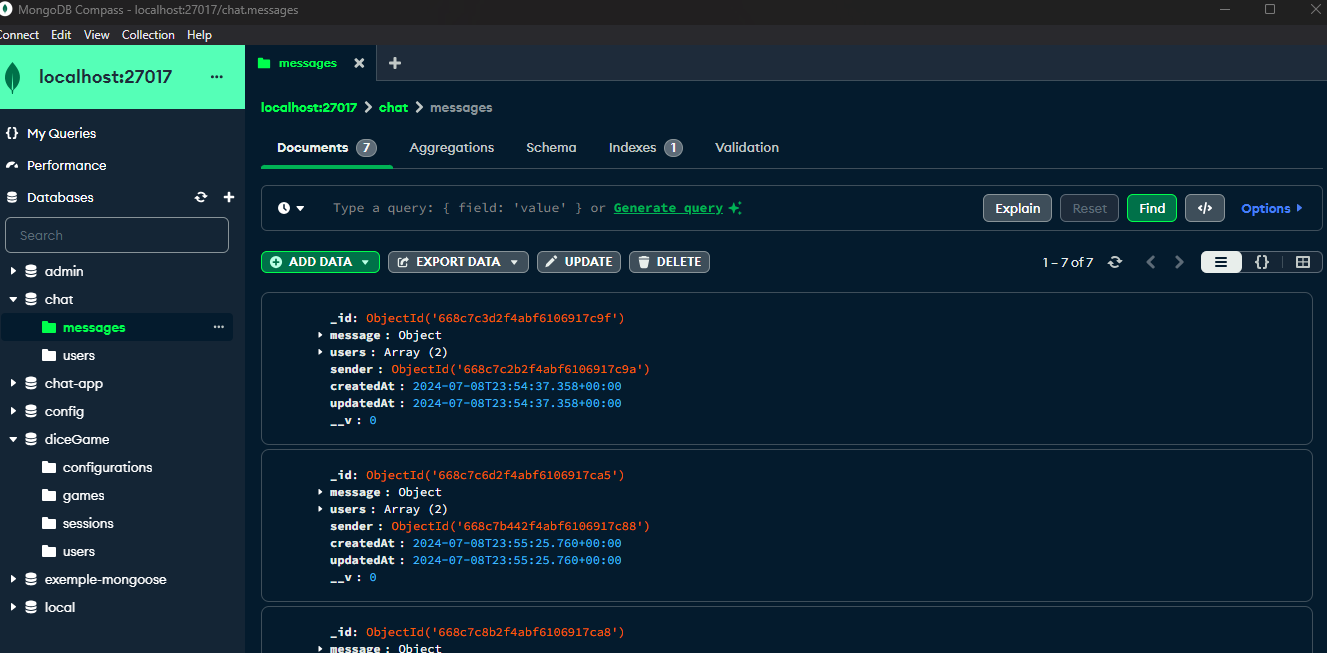 MongoDB Compass - localhost:27017/chat.messages
Connect Edit View Collection Help
localhost:27017 ...
messages
localhost:27017 > chat > messages
My Queries
Performance
Databases
Search
admin
chat
messages ...
users
chat-app
config
diceGame
configurations
games
sessions
users
exemple-mongoose
local
Documents 7 Aggregations Schema Indexes 1 Validation
Type a query: { field: 'value' } or Generate query
Explain Reset Find </> Options
ADD DATA EXPORT DATA UPDATE DELETE
1 – 7 of 7 {}
_id: ObjectId('668c7c3d2f4abf6106917c9f')
message : Object
users : Array (2)
sender : ObjectId('668c7c2b2f4abf6106917c9a')
createdAt : 2024-07-08T23:54:37.358+00:00
updatedAt : 2024-07-08T23:54:37.358+00:00
__v : 0
_id: ObjectId('668c7c6d2f4abf6106917ca5')
message : Object
users : Array (2)
sender : ObjectId('668c7b442f4abf6106917c88')
createdAt : 2024-07-08T23:55:25.760+00:00
updatedAt : 2024-07-08T23:55:25.760+00:00
__v : 0
_id: ObjectId('668c7c8b2f4abf6106917ca8')
message : Object